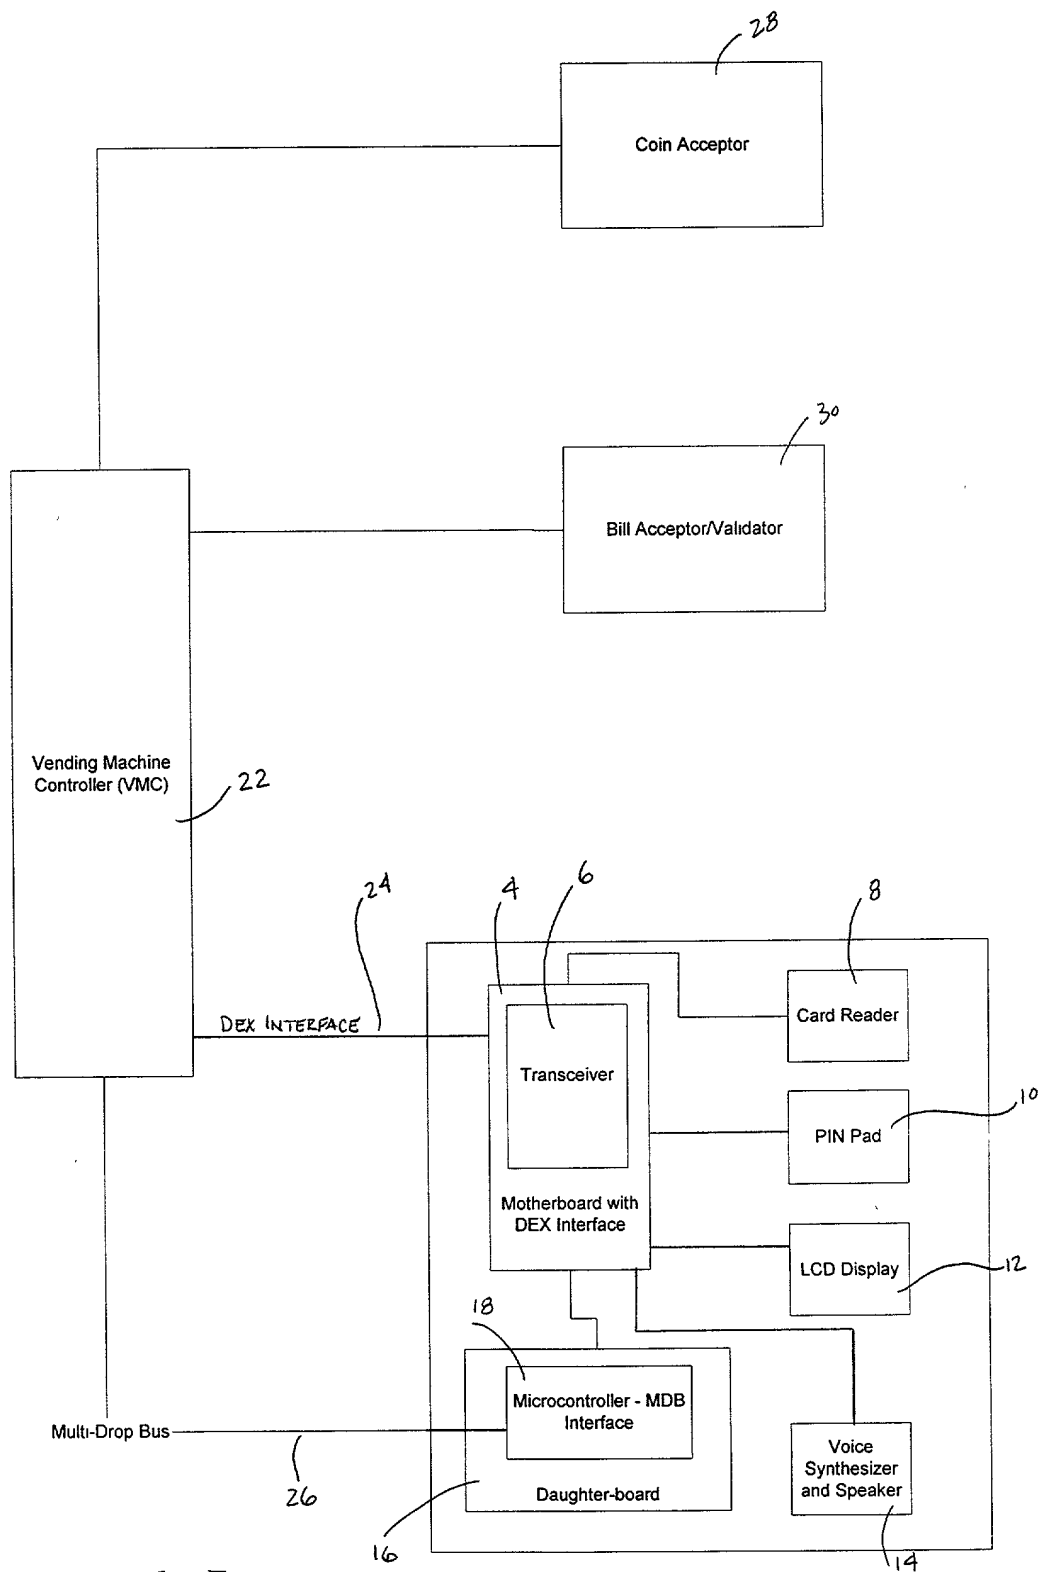 28
Coin Acceptor
30
Bill Acceptor/Validator
Vending Machine
Controller (VMC)
22
24
4
6
8
DEX INTERFACE
Card Reader
Transceiver
10
PIN Pad
Motherboard with
DEX Interface
12
LCD Display
18
Microcontroller - MDB
Interface
Multi-Drop Bus
26
Daughter-board
16
Voice
Synthesizer
and Speaker
14